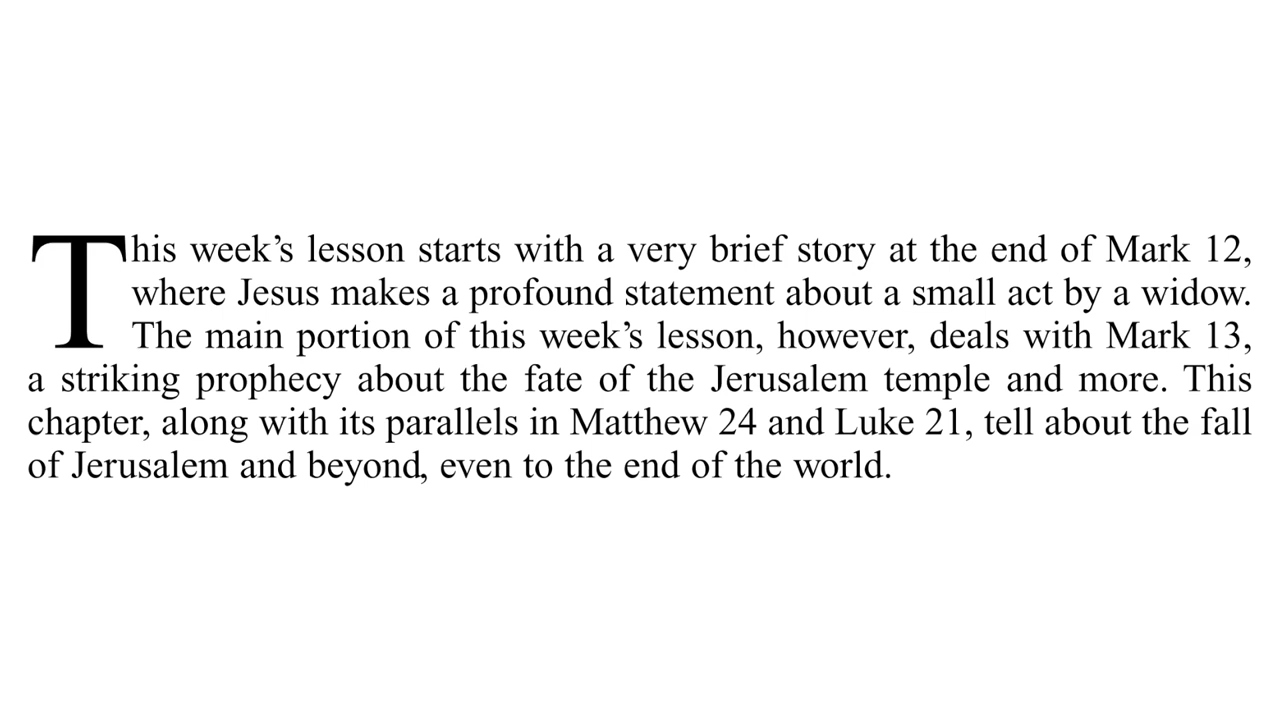 This week’s lesson starts with a very brief story at the end of Mark 12,
where Jesus makes a profound statement about a small act by a widow.
The main portion of this week’s lesson, however, deals with Mark 13,
a striking prophecy about the fate of the Jerusalem temple and more. This
chapter, along with its parallels in Matthew 24 and Luke 21, tell about the fall
of Jerusalem and beyond, even to the end of the world.